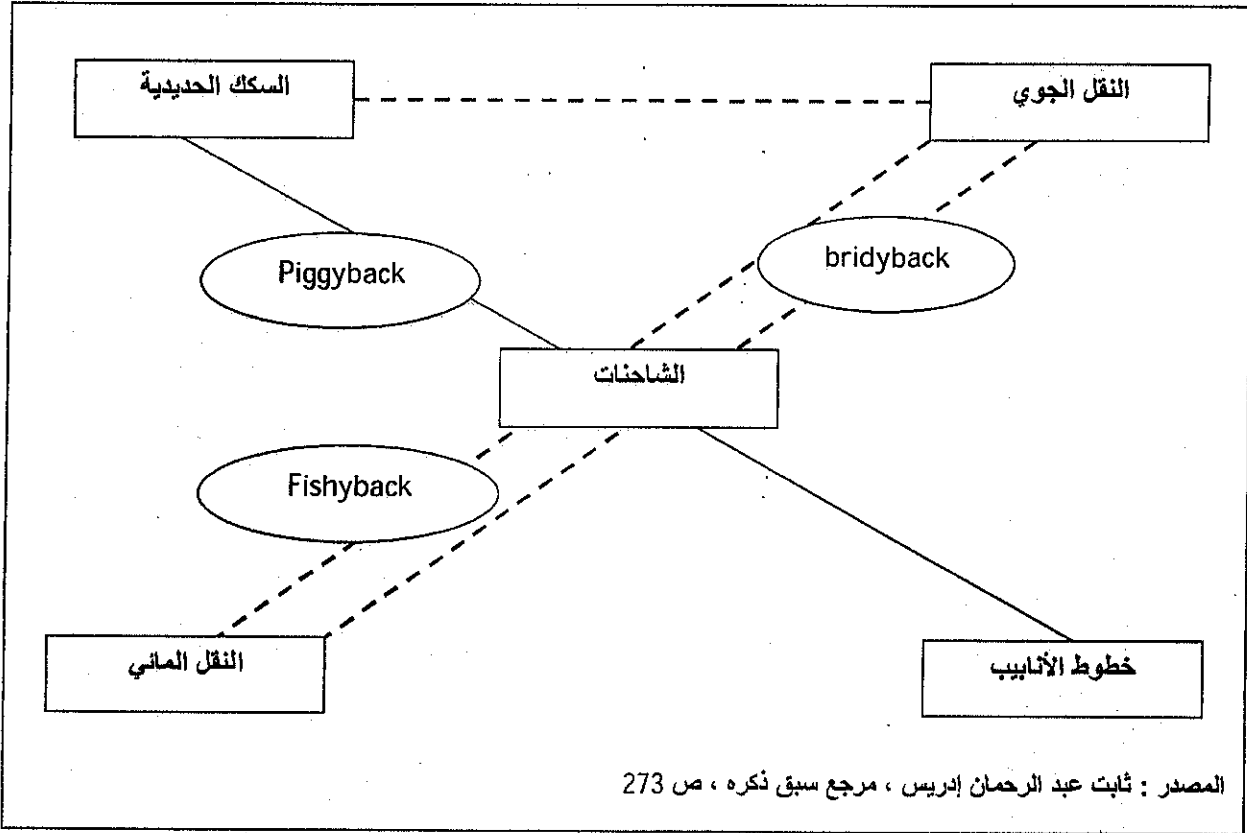 السكك الحديدية
النقل الجوي
Piggyback
bridyback
الشاحنات
Fishyback
النقل المائي
خطوط الأنابيب
المصدر : ثابت عبد الرحمان إدريس ، مرجع سبق ذكره ، ص 273